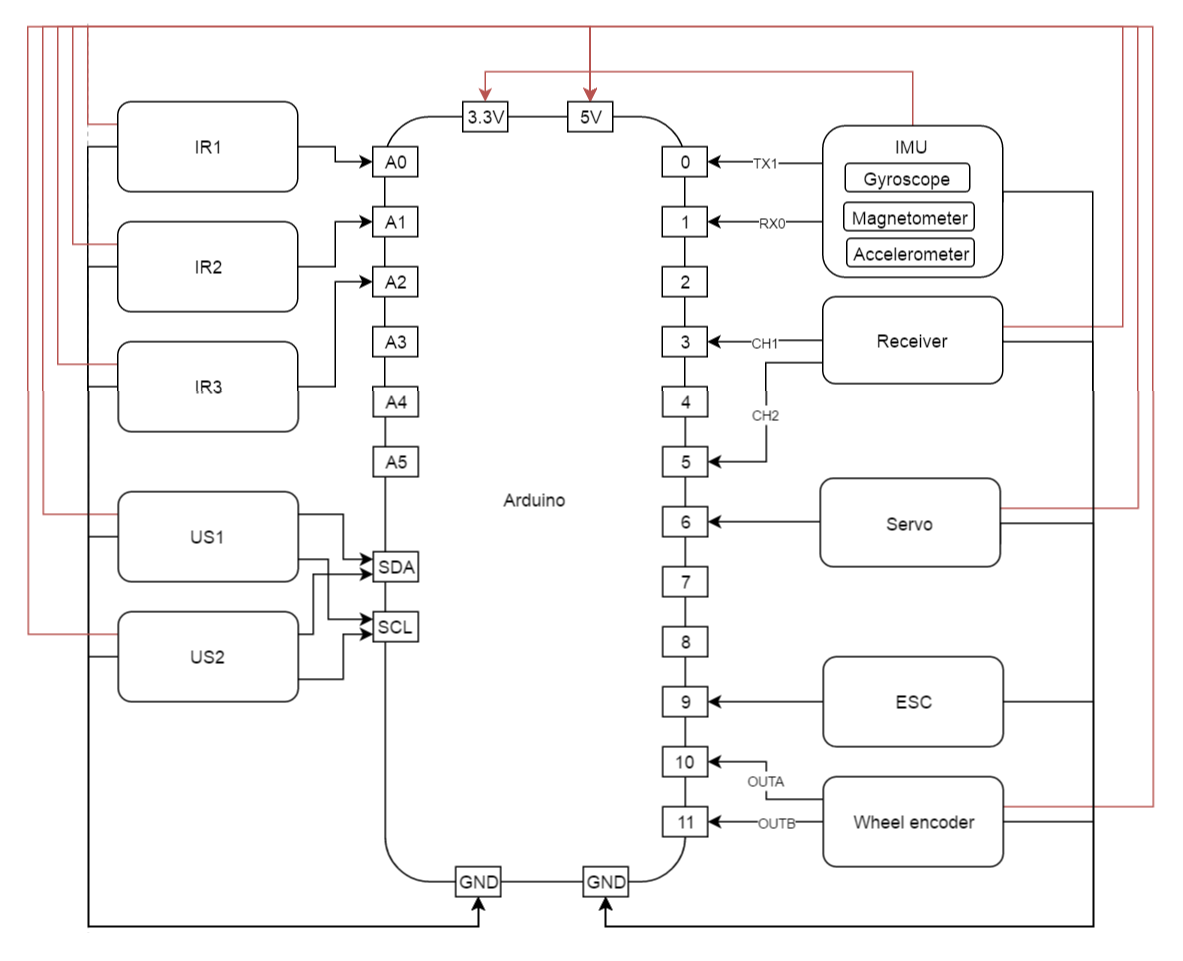 3.3V
5V
IR1
A0
0
TX1
IMU
Gyroscope
Magnetometer
Accelerometer
A1
1
RX0
IR2
A2
2
A3
3
CH1
Receiver
IR3
A4
4
CH2
A5
5
Arduino
US1
6
Servo
SDA
7
SCL
8
US2
9
ESC
10
OUTA
11
OUTB
Wheel encoder
GND
GND